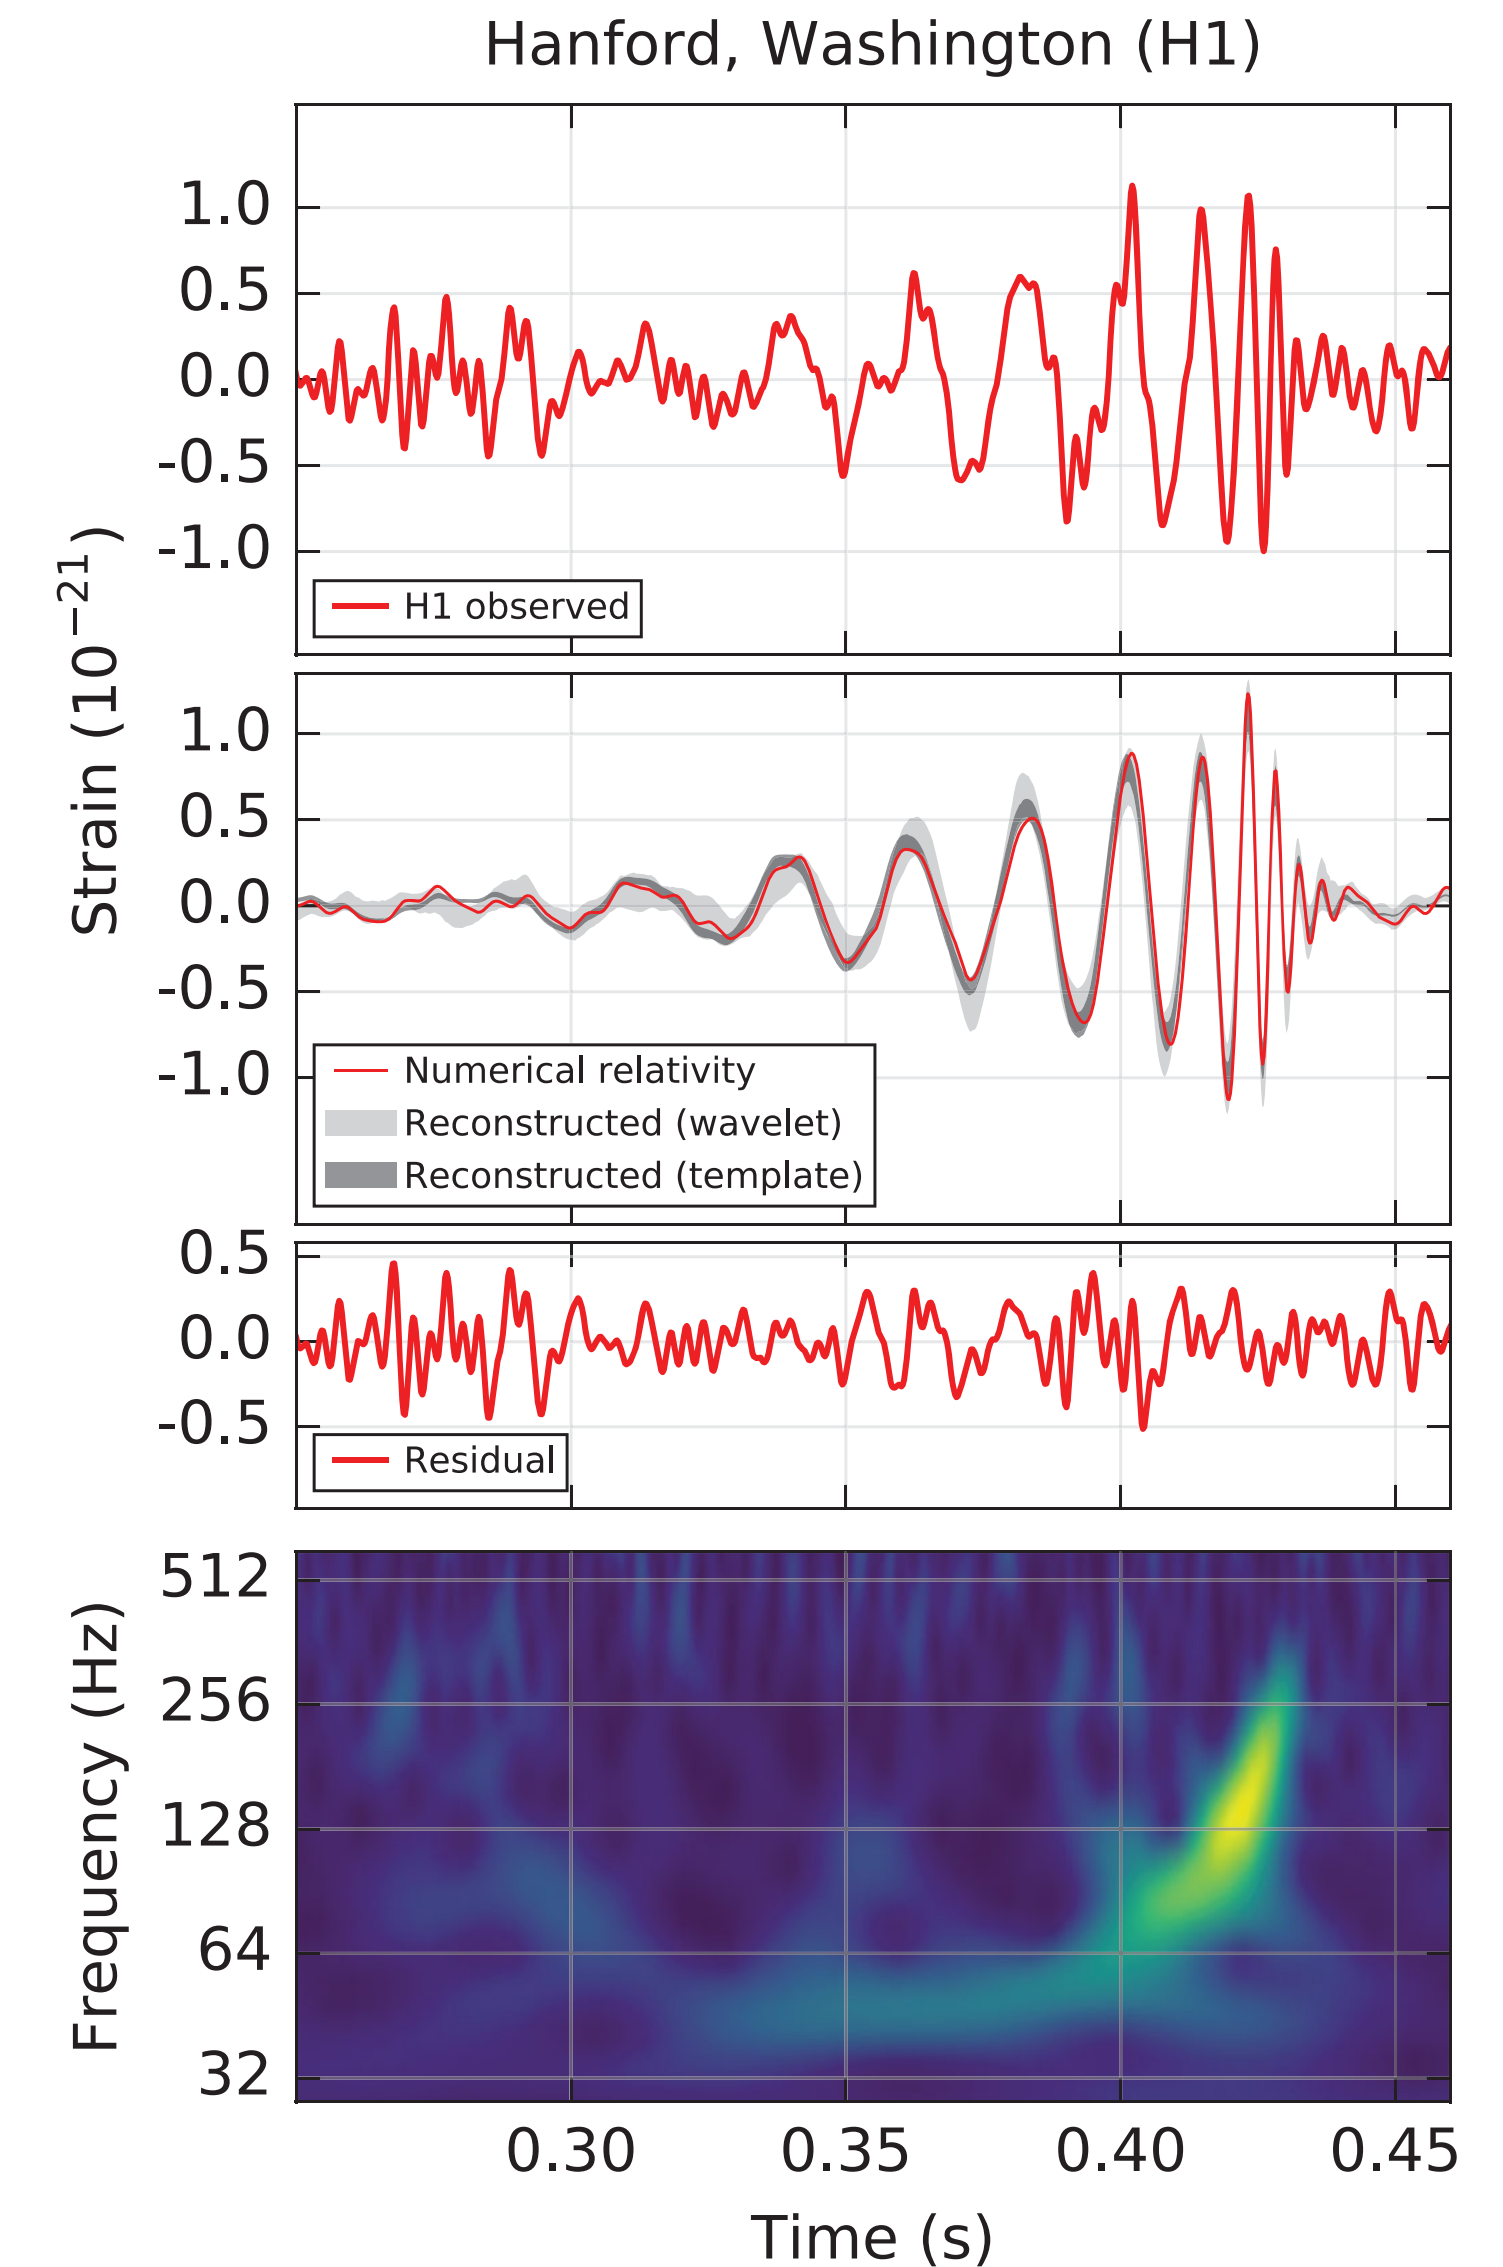 Hanford, Washington (H1)
Strain (10−21)
1.0
0.5
0.0
-0.5
-1.0
H1 observed
1.0
0.5
0.0
-0.5
-1.0
Numerical relativity
Reconstructed (wavelet)
Reconstructed (template)
0.5
0.0
-0.5
Residual
Frequency (Hz)
512
256
128
64
32
0.30 0.35 0.40 0.45
Time (s)